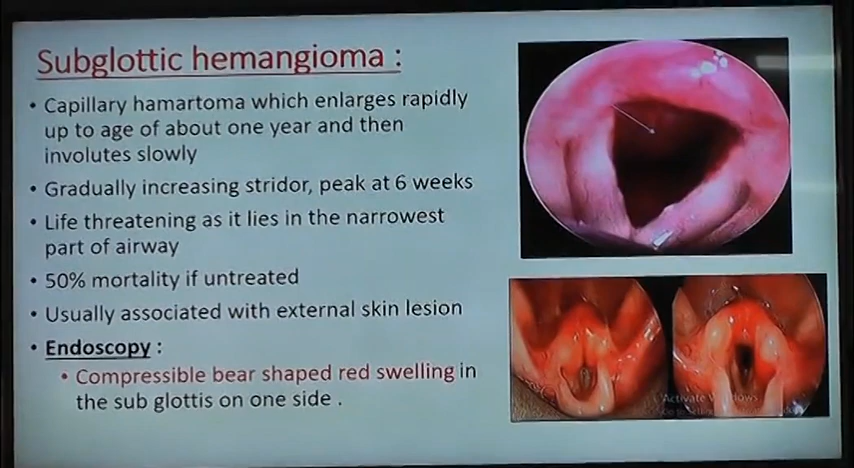 Subglottic hemangioma :
• Capillary hamartoma which enlarges rapidly
up to age of about one year and then
involutes slowly
• Gradually increasing stridor, peak at 6 weeks
• Life threatening as it lies in the narrowest
part of airway
• 50% mortality if untreated
• Usually associated with external skin lesion
• Endoscopy :
• Compressible bear shaped red swelling in
the sub glottis on one side .
Activate Windows